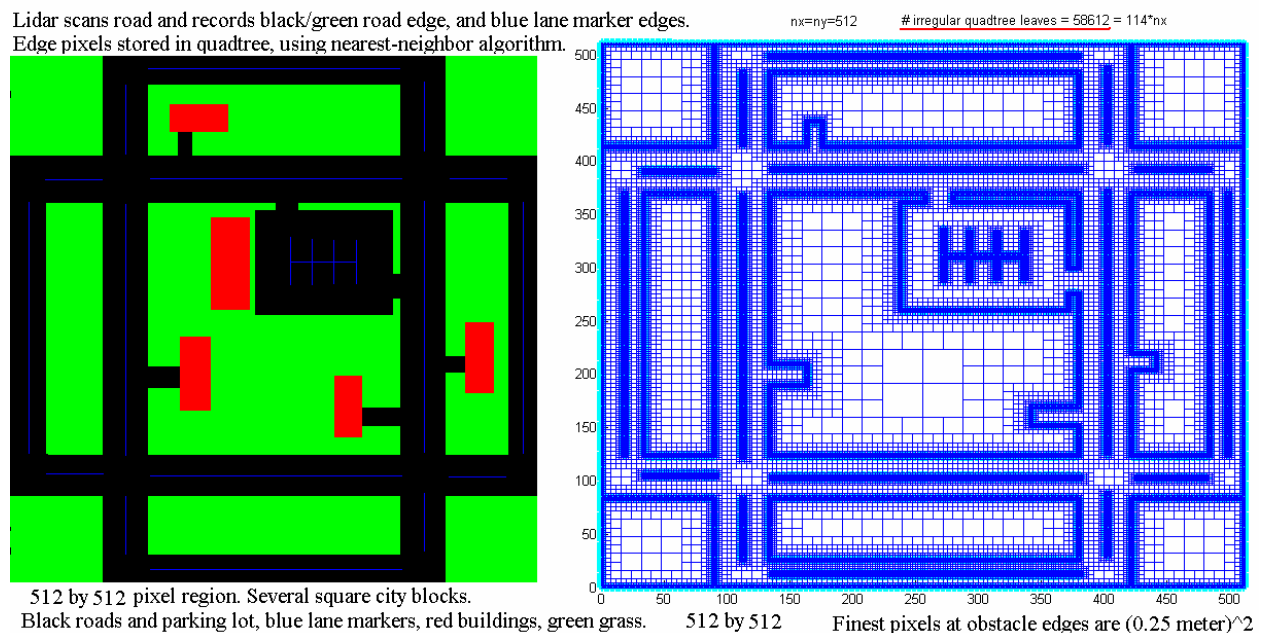 Lidar scans road and records black/green road edge, and blue lane marker edges.
Edge pixels stored in quadtree, using nearest-neighbor algorithm.
nx=ny=512
# irregular quadtree leaves = 58612 = 114*nx
500
450
400
350
300
250
200
150
100
50
0
0
50
100
150
200
250
300
350
400
450
500
512 by 512 pixel region. Several square city blocks.
Black roads and parking lot, blue lane markers, red buildings, green grass.
512 by 512
Finest pixels at obstacle edges are (0.25 meter)^2